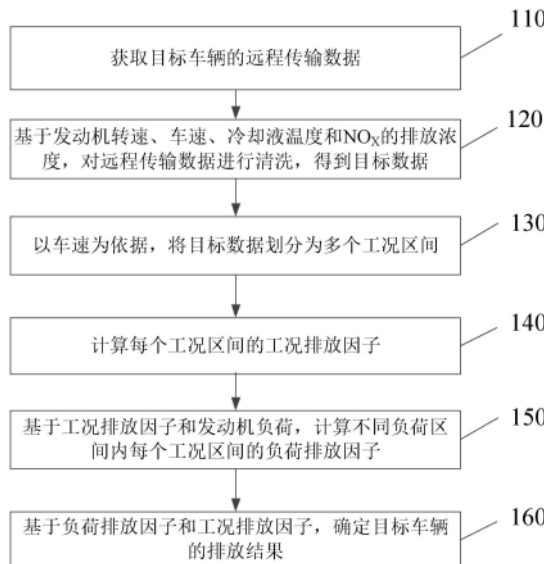 110
获取目标车辆的远程传输数据
120
基于发动机转速、车速、冷却液温度和NOX的排放浓
度，对远程传输数据进行清洗，得到目标数据
130
以车速为依据，将目标数据划分为多个工况区间
140
计算每个工况区间的工况排放因子
150
基于工况排放因子和发动机负荷，计算不同负荷区
间内每个工况区间的负荷排放因子
160
基于负荷排放因子和工况排放因子，确定目标车辆
的排放结果